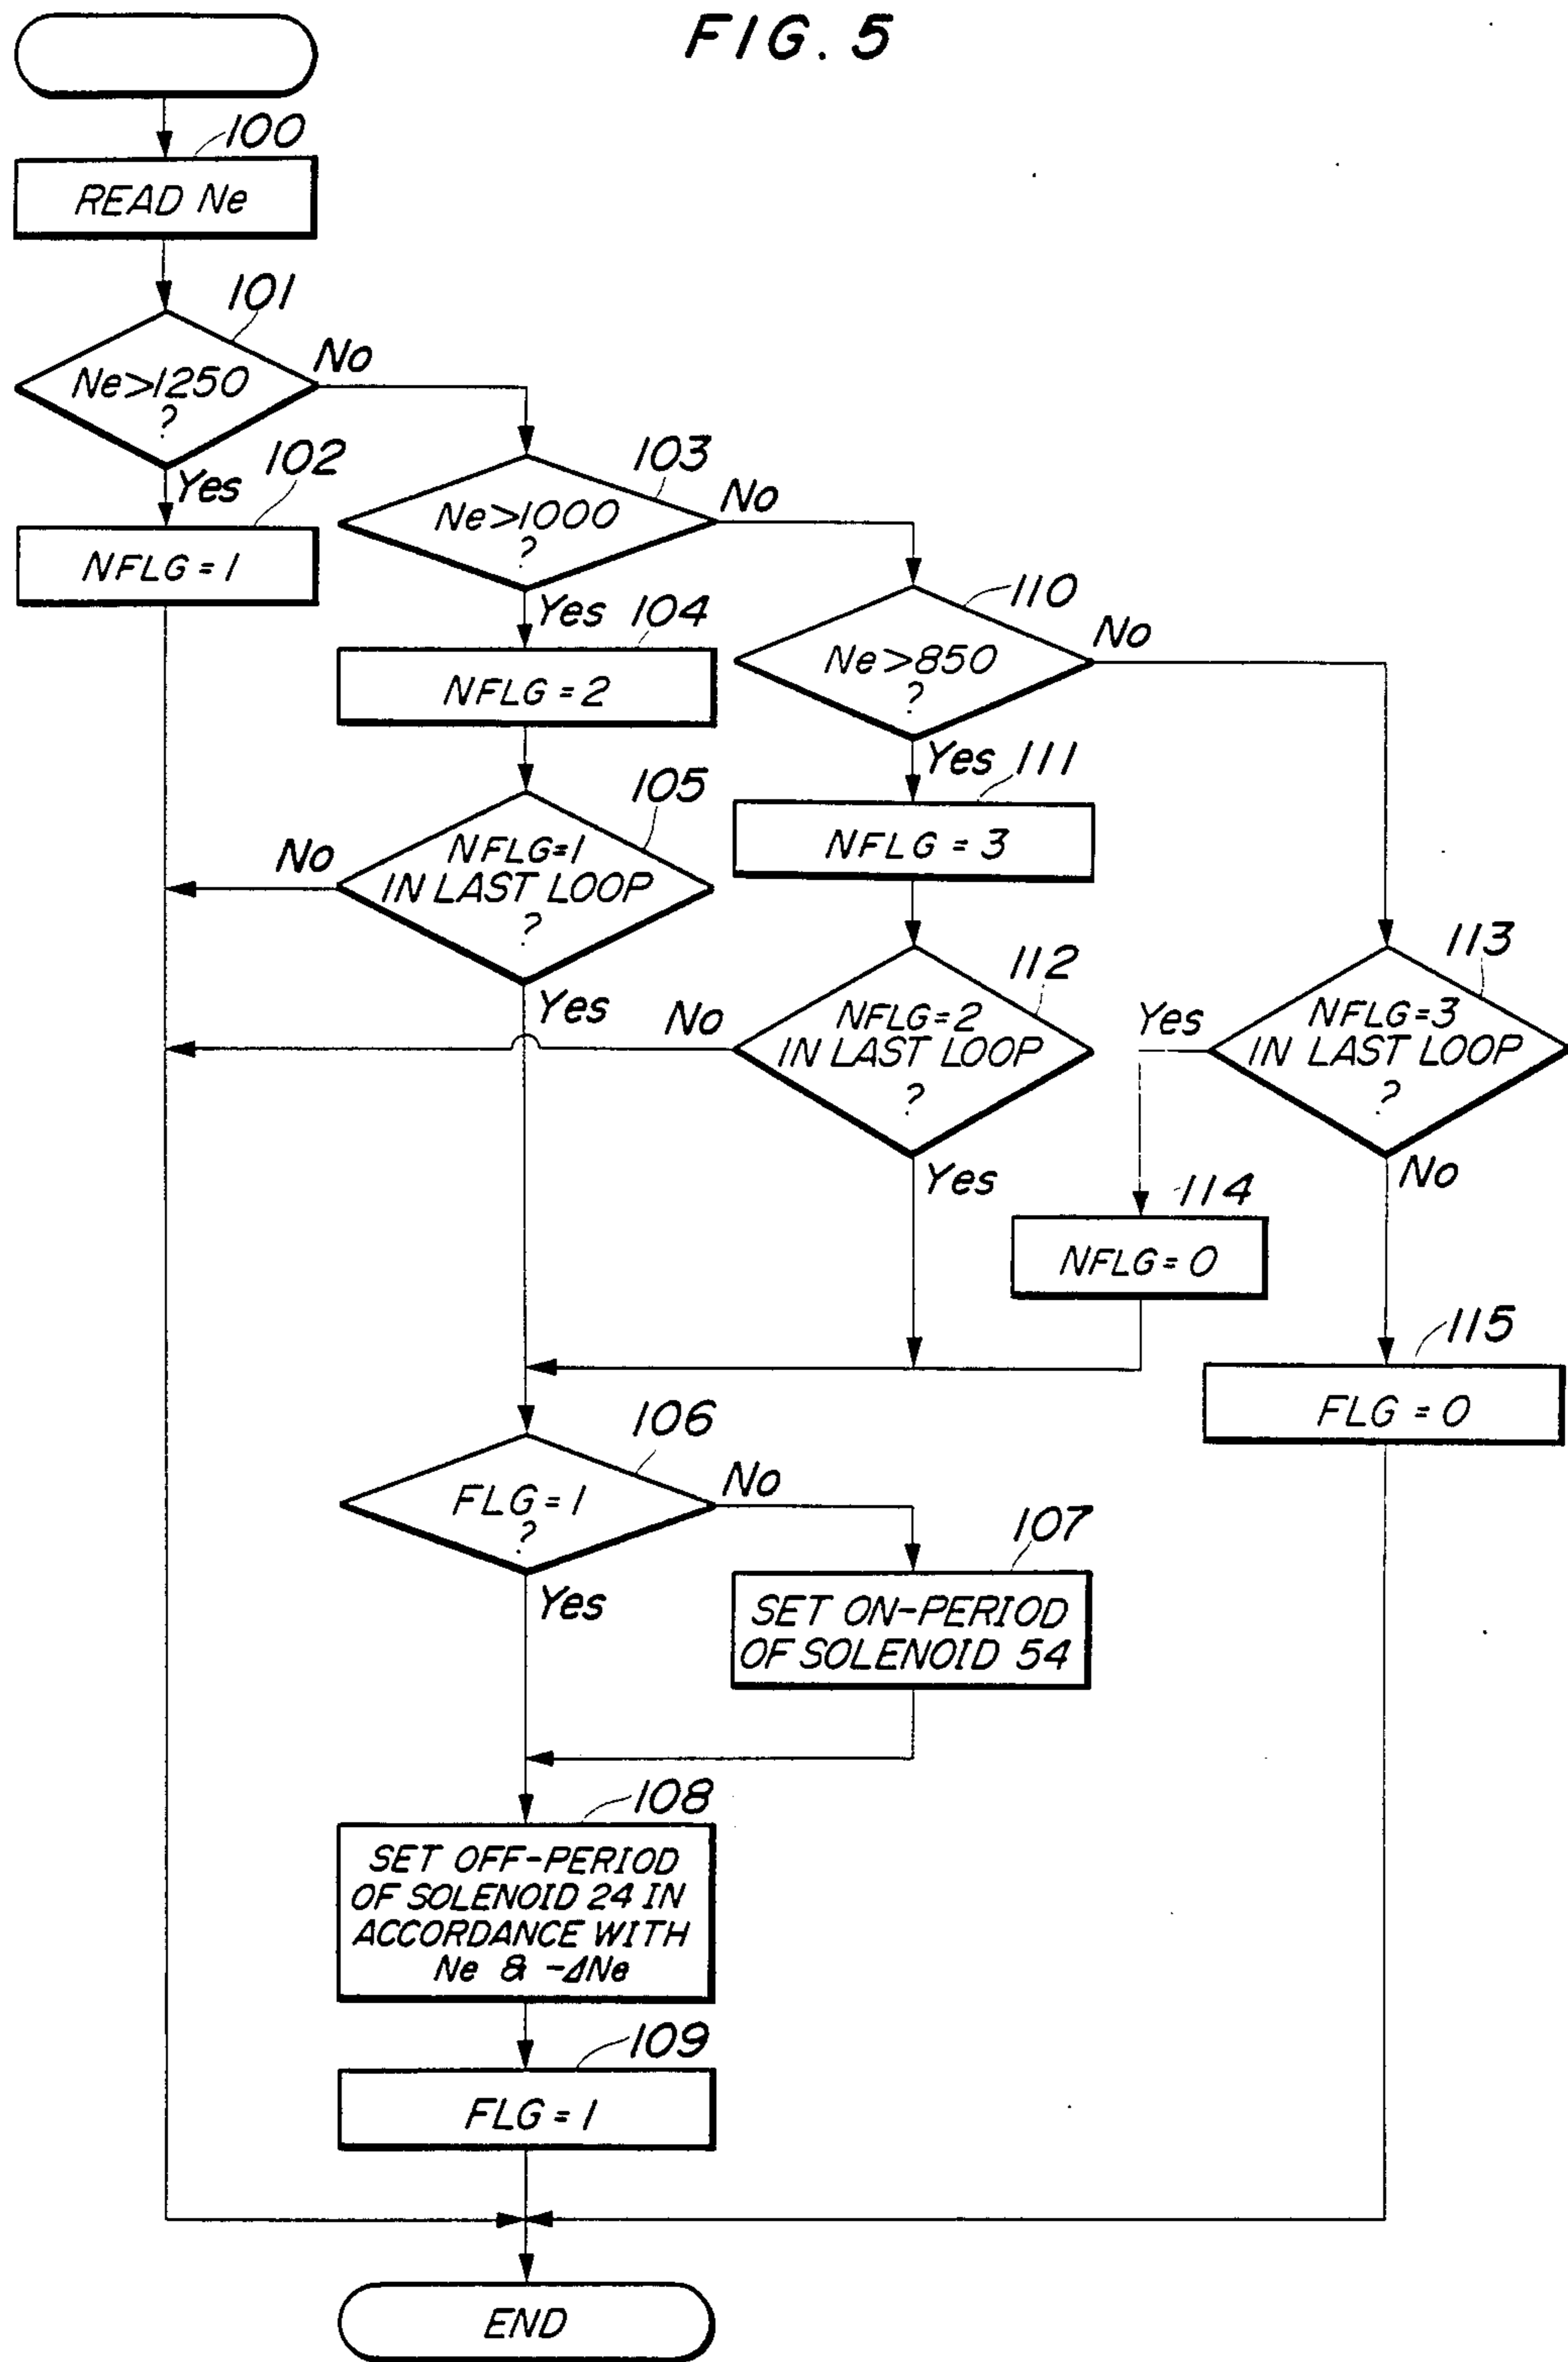 FIG. 5
100
READ Ne
101
Ne>1250
?
No
Yes
102
NFLG = 1
103
Ne>1000
?
No
Yes
104
NFLG = 2
110
Ne>850
?
No
Yes
111
NFLG = 3
105
NFLG=1
IN LAST LOOP
?
No
Yes
112
NFLG=2
IN LAST LOOP
?
No
Yes
113
NFLG=3
IN LAST LOOP
?
Yes
No
114
NFLG = 0
115
FLG = 0
106
FLG = 1
?
No
Yes
107
SET ON-PERIOD
OF SOLENOID 54
108
SET OFF-PERIOD
OF SOLENOID 24 IN
ACCORDANCE WITH
Ne & -ΔNe
109
FLG = 1
END